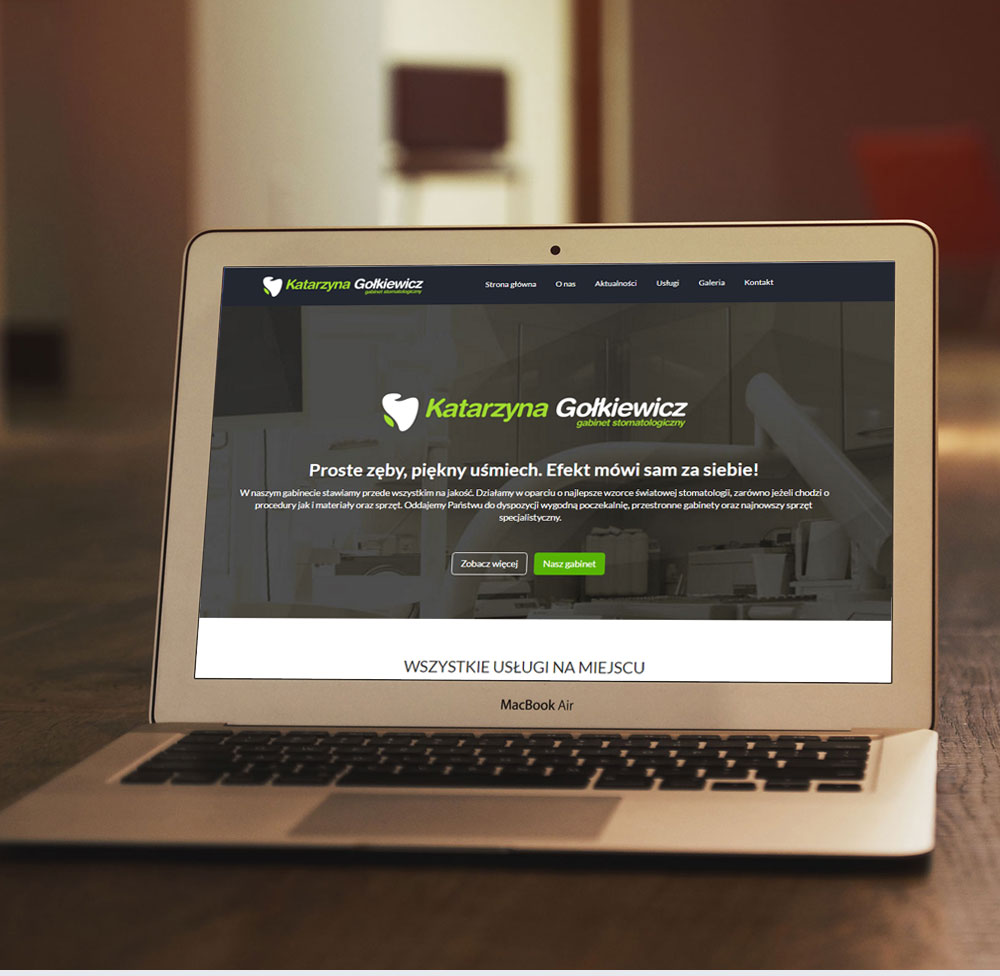 Katarzyna Gołkiewicz
gabinet stomatologiczny
Strona główna O nas Aktualności Usługi Galeria Kontakt
Katarzyna Gołkiewicz
gabinet stomatologiczny
Proste zęby, piękny uśmiech. Efekt mówi sam za siebie!
W naszym gabinecie stawiamy przede wszystkim na jakość. Działamy w oparciu o najlepsze wzorce światowej stomatologii, zarówno jeżeli chodzi o
procedury jak i materiały oraz sprzęt. Oddajemy Państwu do dyspozycji wygodną poczekalnię, przestronne gabinety oraz najnowszy sprzęt
specjalistyczny.
Zobacz więcej Nasz gabinet
WSZYSTKIE USŁUGI NA MIEJSCU
MacBook Air